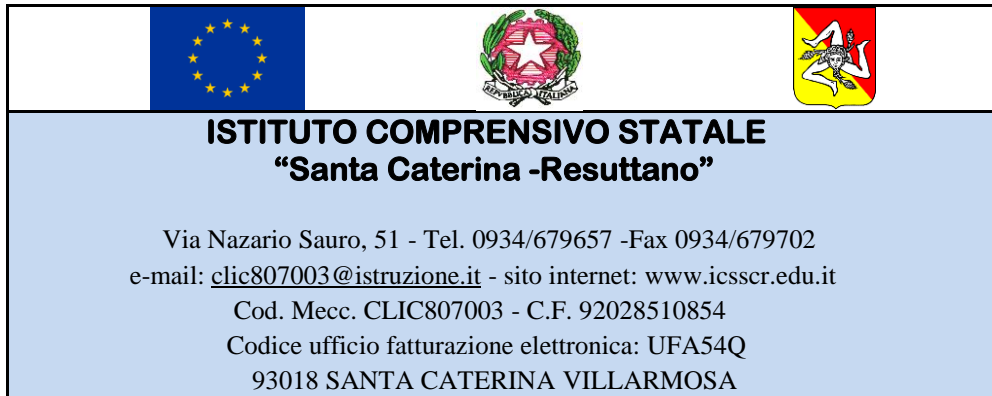 REPVBBLICA ITALIANA
ISTITUTO COMPRENSIVO STATALE
“Santa Caterina -Resuttano”
Via Nazario Sauro, 51 - Tel. 0934/679657 -Fax 0934/679702
e-mail: clic807003@istruzione.it - sito internet: www.icsscr.edu.it
Cod. Mecc. CLIC807003 - C.F. 92028510854
Codice ufficio fatturazione elettronica: UFA54Q
93018 SANTA CATERINA VILLARMOSA